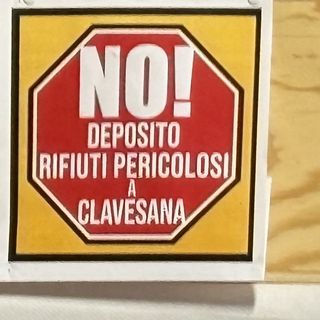 NO!
DEPOSITO
RIFIUTI PERICOLOSI
A
CLAVESANA